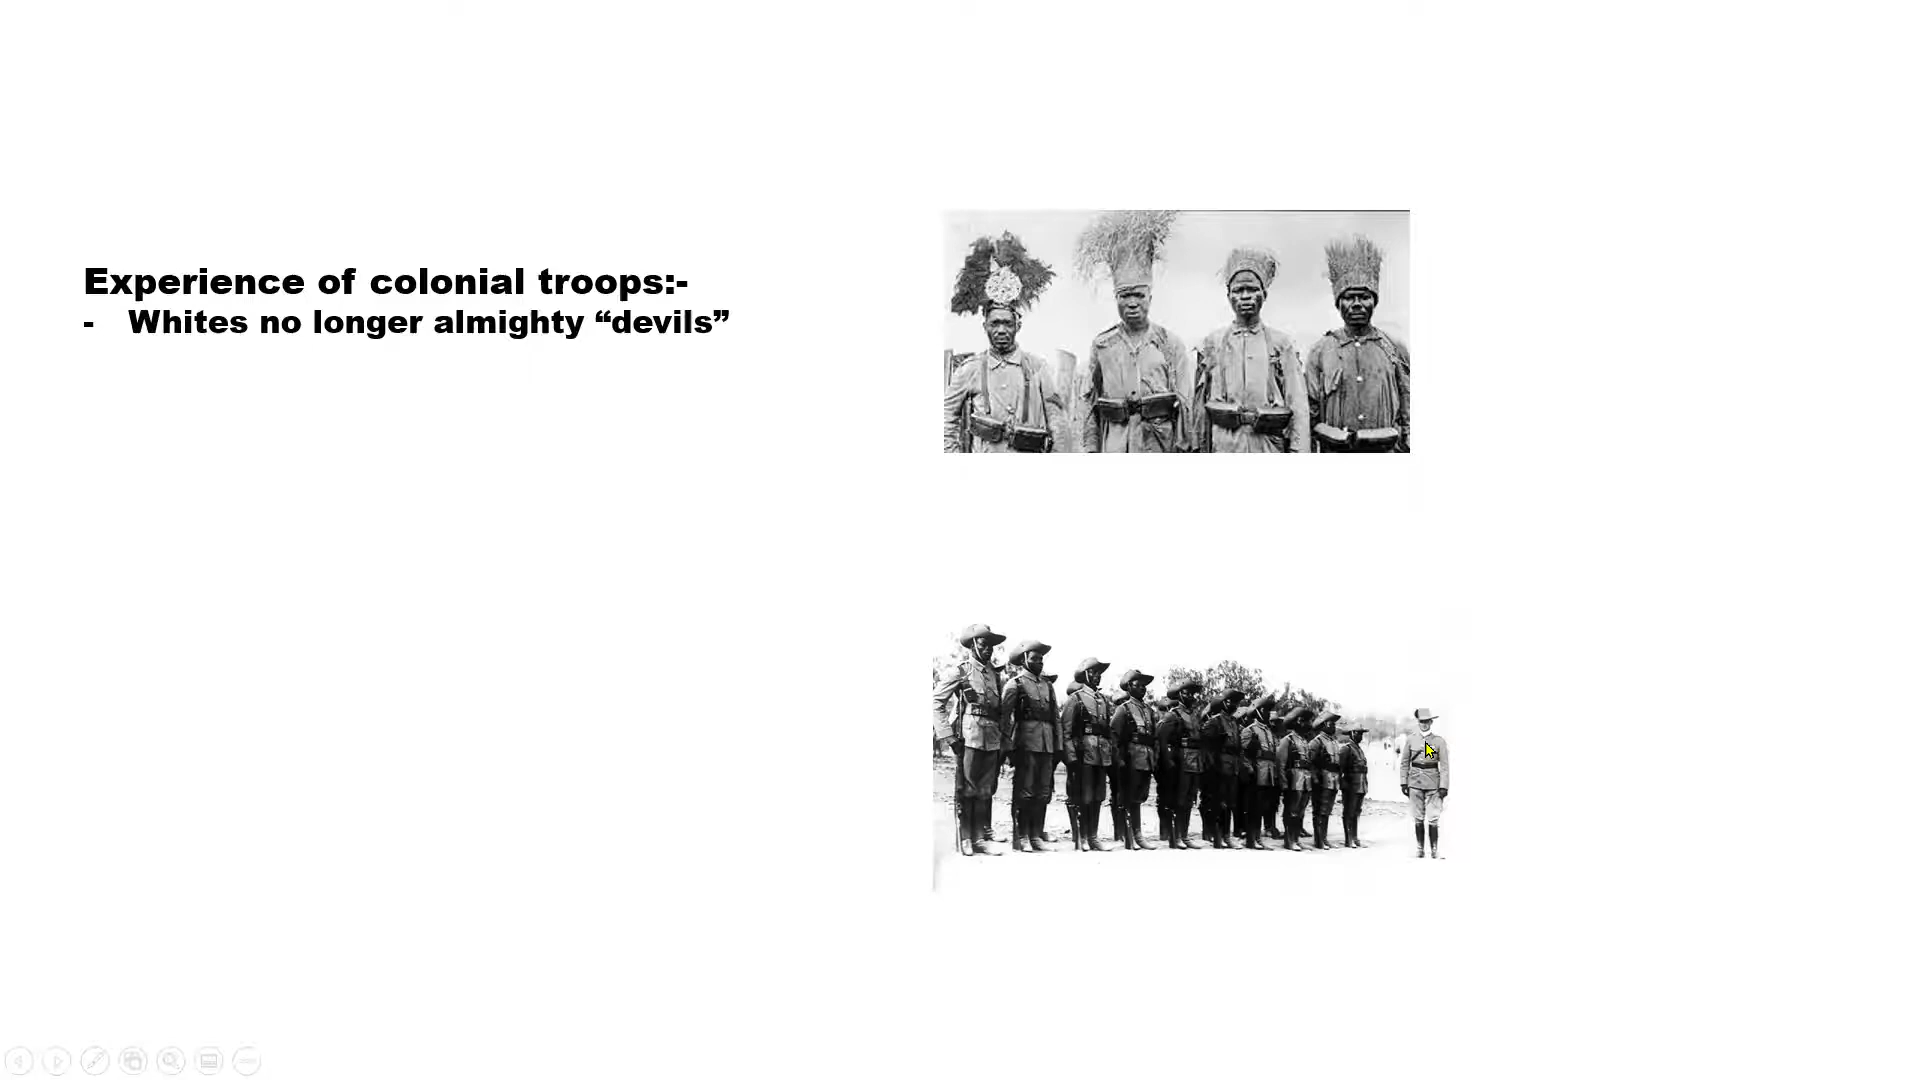 Experience of colonial troops:-
- Whites no longer almighty “devils”